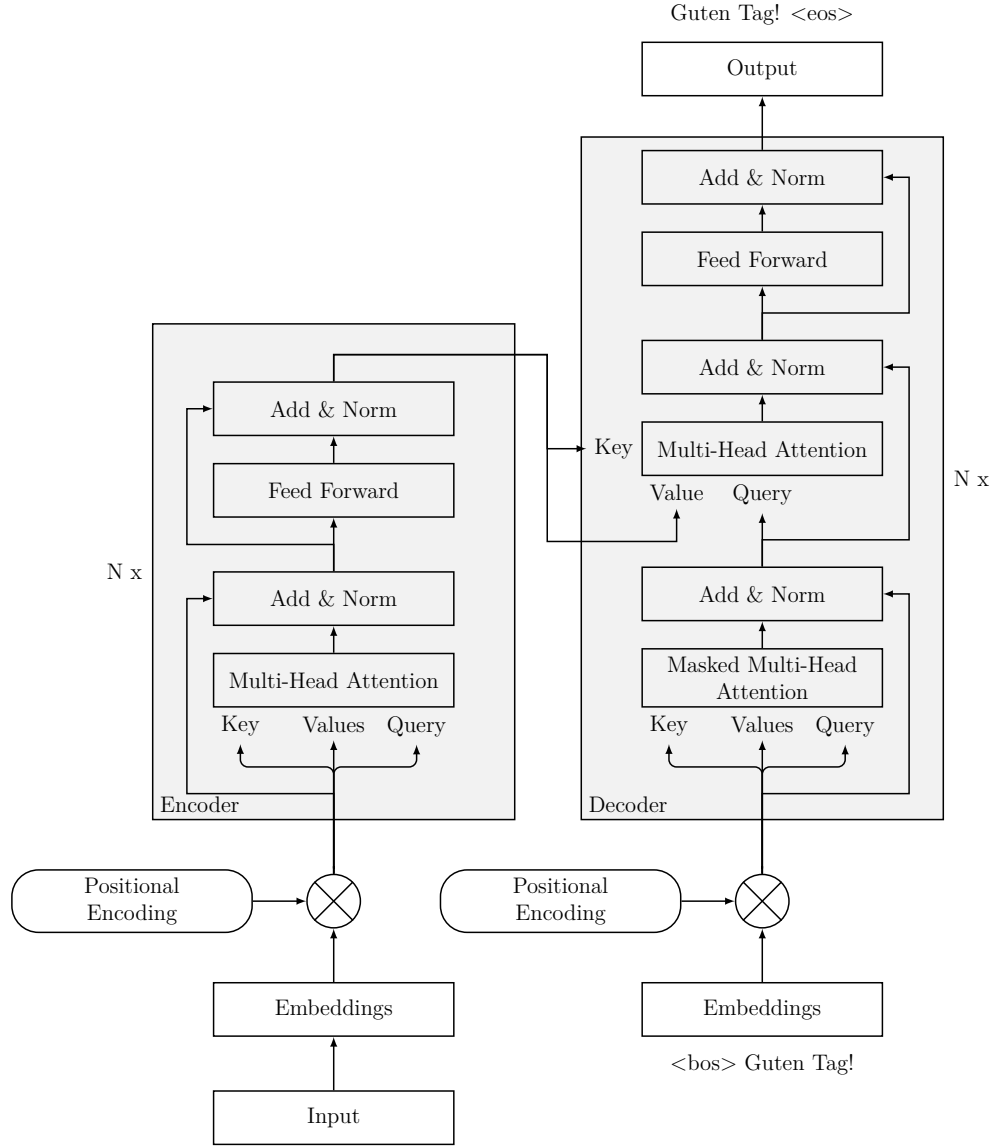 Guten Tag! <eos>
Output
Add & Norm
Feed Forward
Add & Norm
Key
Multi-Head Attention
Value
Query
N x
Add & Norm
Masked Multi-Head
Attention
Key
Values
Query
Decoder
Add & Norm
Feed Forward
N x
Add & Norm
Multi-Head Attention
Key
Values
Query
Encoder
Positional
Encoding
Positional
Encoding
Embeddings
Embeddings
<bos> Guten Tag!
Input